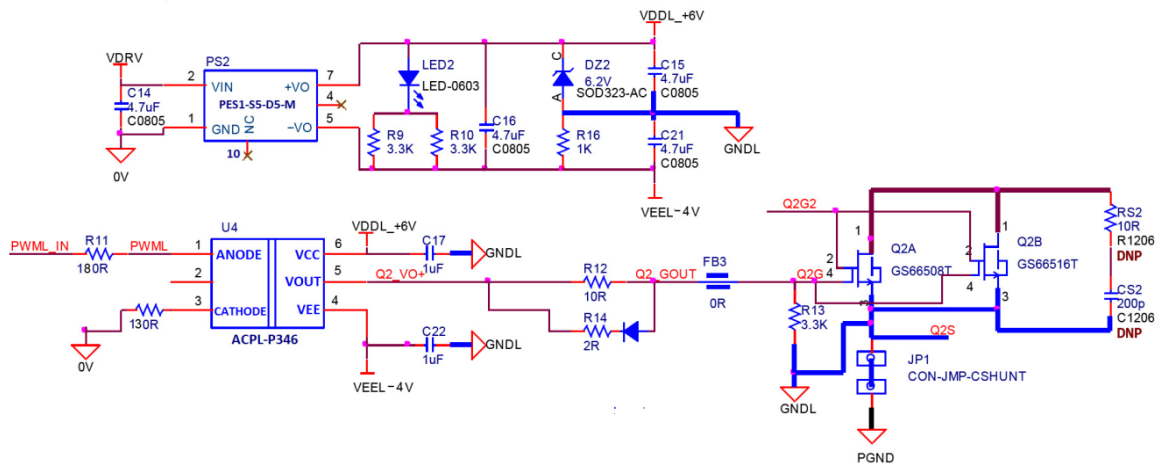 VDDL_+6V
VDRV
PS2
2
VIN
+VO
7
PES1-S5-D5-M
4
1
GND
NC
−VO
5
10
C14
4.7uF
C0805
0V
LED2
LED-0603
R9
3.3K
R10
3.3K
C16
4.7uF
C0805
C
DZ2
6.2V
SOD323-AC
A
R16
1K
C15
4.7uF
C0805
C21
4.7uF
C0805
GNDL
VEEL-4V
PWML_IN
R11
180R
PWML
U4
1
ANODE
2
3
CATHODE
VCC
6
VOUT
5
VEE
4
ACPL-P346
130R
0V
VDDL_+6V
C17
1uF
GNDL
Q2_VO+
C22
1uF
GNDL
VEEL-4V
R12
10R
R14
2R
Q2_GOUT
FB3
0R
Q2G
R13
3.3K
GNDL
Q2G2
1
2
4
3
Q2A
GS66508T
1
2
4
3
Q2B
GS66516T
Q2S
RS2
10R
R1206
DNP
CS2
200p
C1206
DNP
JP1
CON-JMP-CSHUNT
PGND